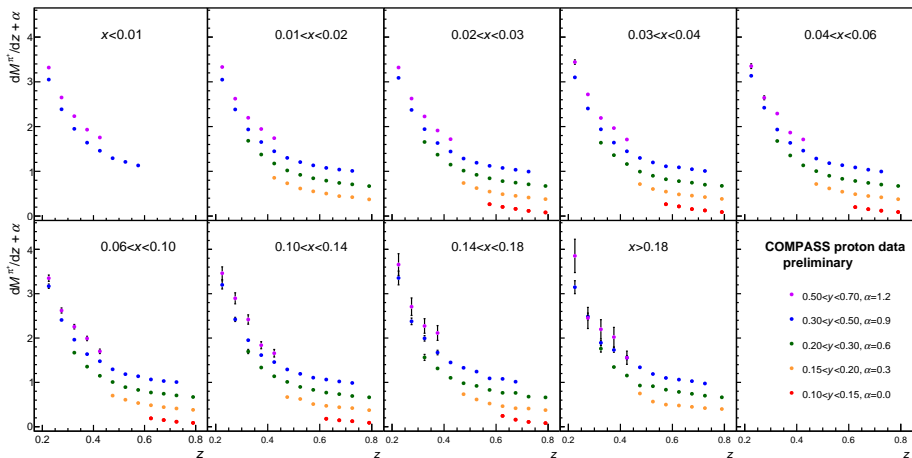 dM^π⁺/dz + α
x<0.01
0.01<x<0.02
0.02<x<0.03
0.03<x<0.04
0.04<x<0.06
4
3
2
1
0
0.2 0.4 0.6 0.8
z
dM^π⁺/dz + α
0.06<x<0.10
0.10<x<0.14
0.14<x<0.18
x>0.18
COMPASS proton data
preliminary
0.50<y<0.70, α=1.2
0.30<y<0.50, α=0.9
0.20<y<0.30, α=0.6
0.15<y<0.20, α=0.3
0.10<y<0.15, α=0.0
4
3
2
1
0
0.2 0.4 0.6 0.8 0.2 0.4 0.6 0.8 0.2 0.4 0.6 0.8 0.2 0.4 0.6 0.8
z z z z